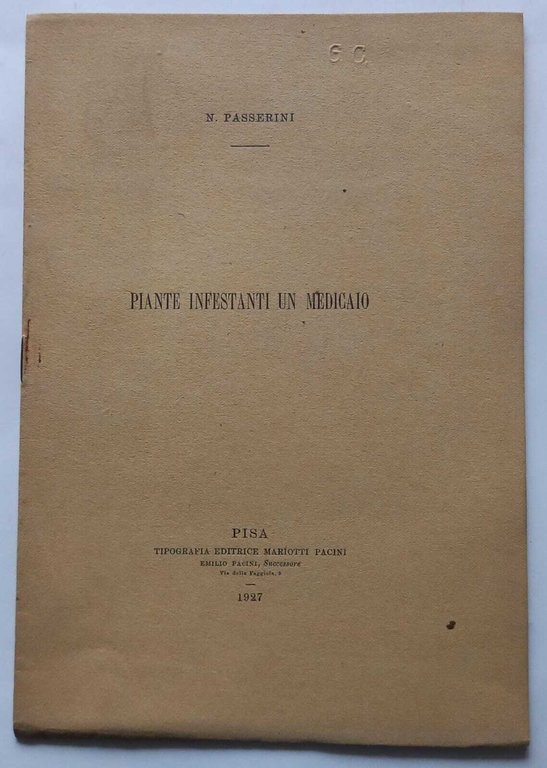 6 C
N. PASSERINI
PIANTE INFESTANTI UN MEDICAIO
PISA
TIPOGRAFIA EDITRICE MARIOTTI PACINI
EMILIO PACINI, Successore
Via della Faggiola, 3
1927